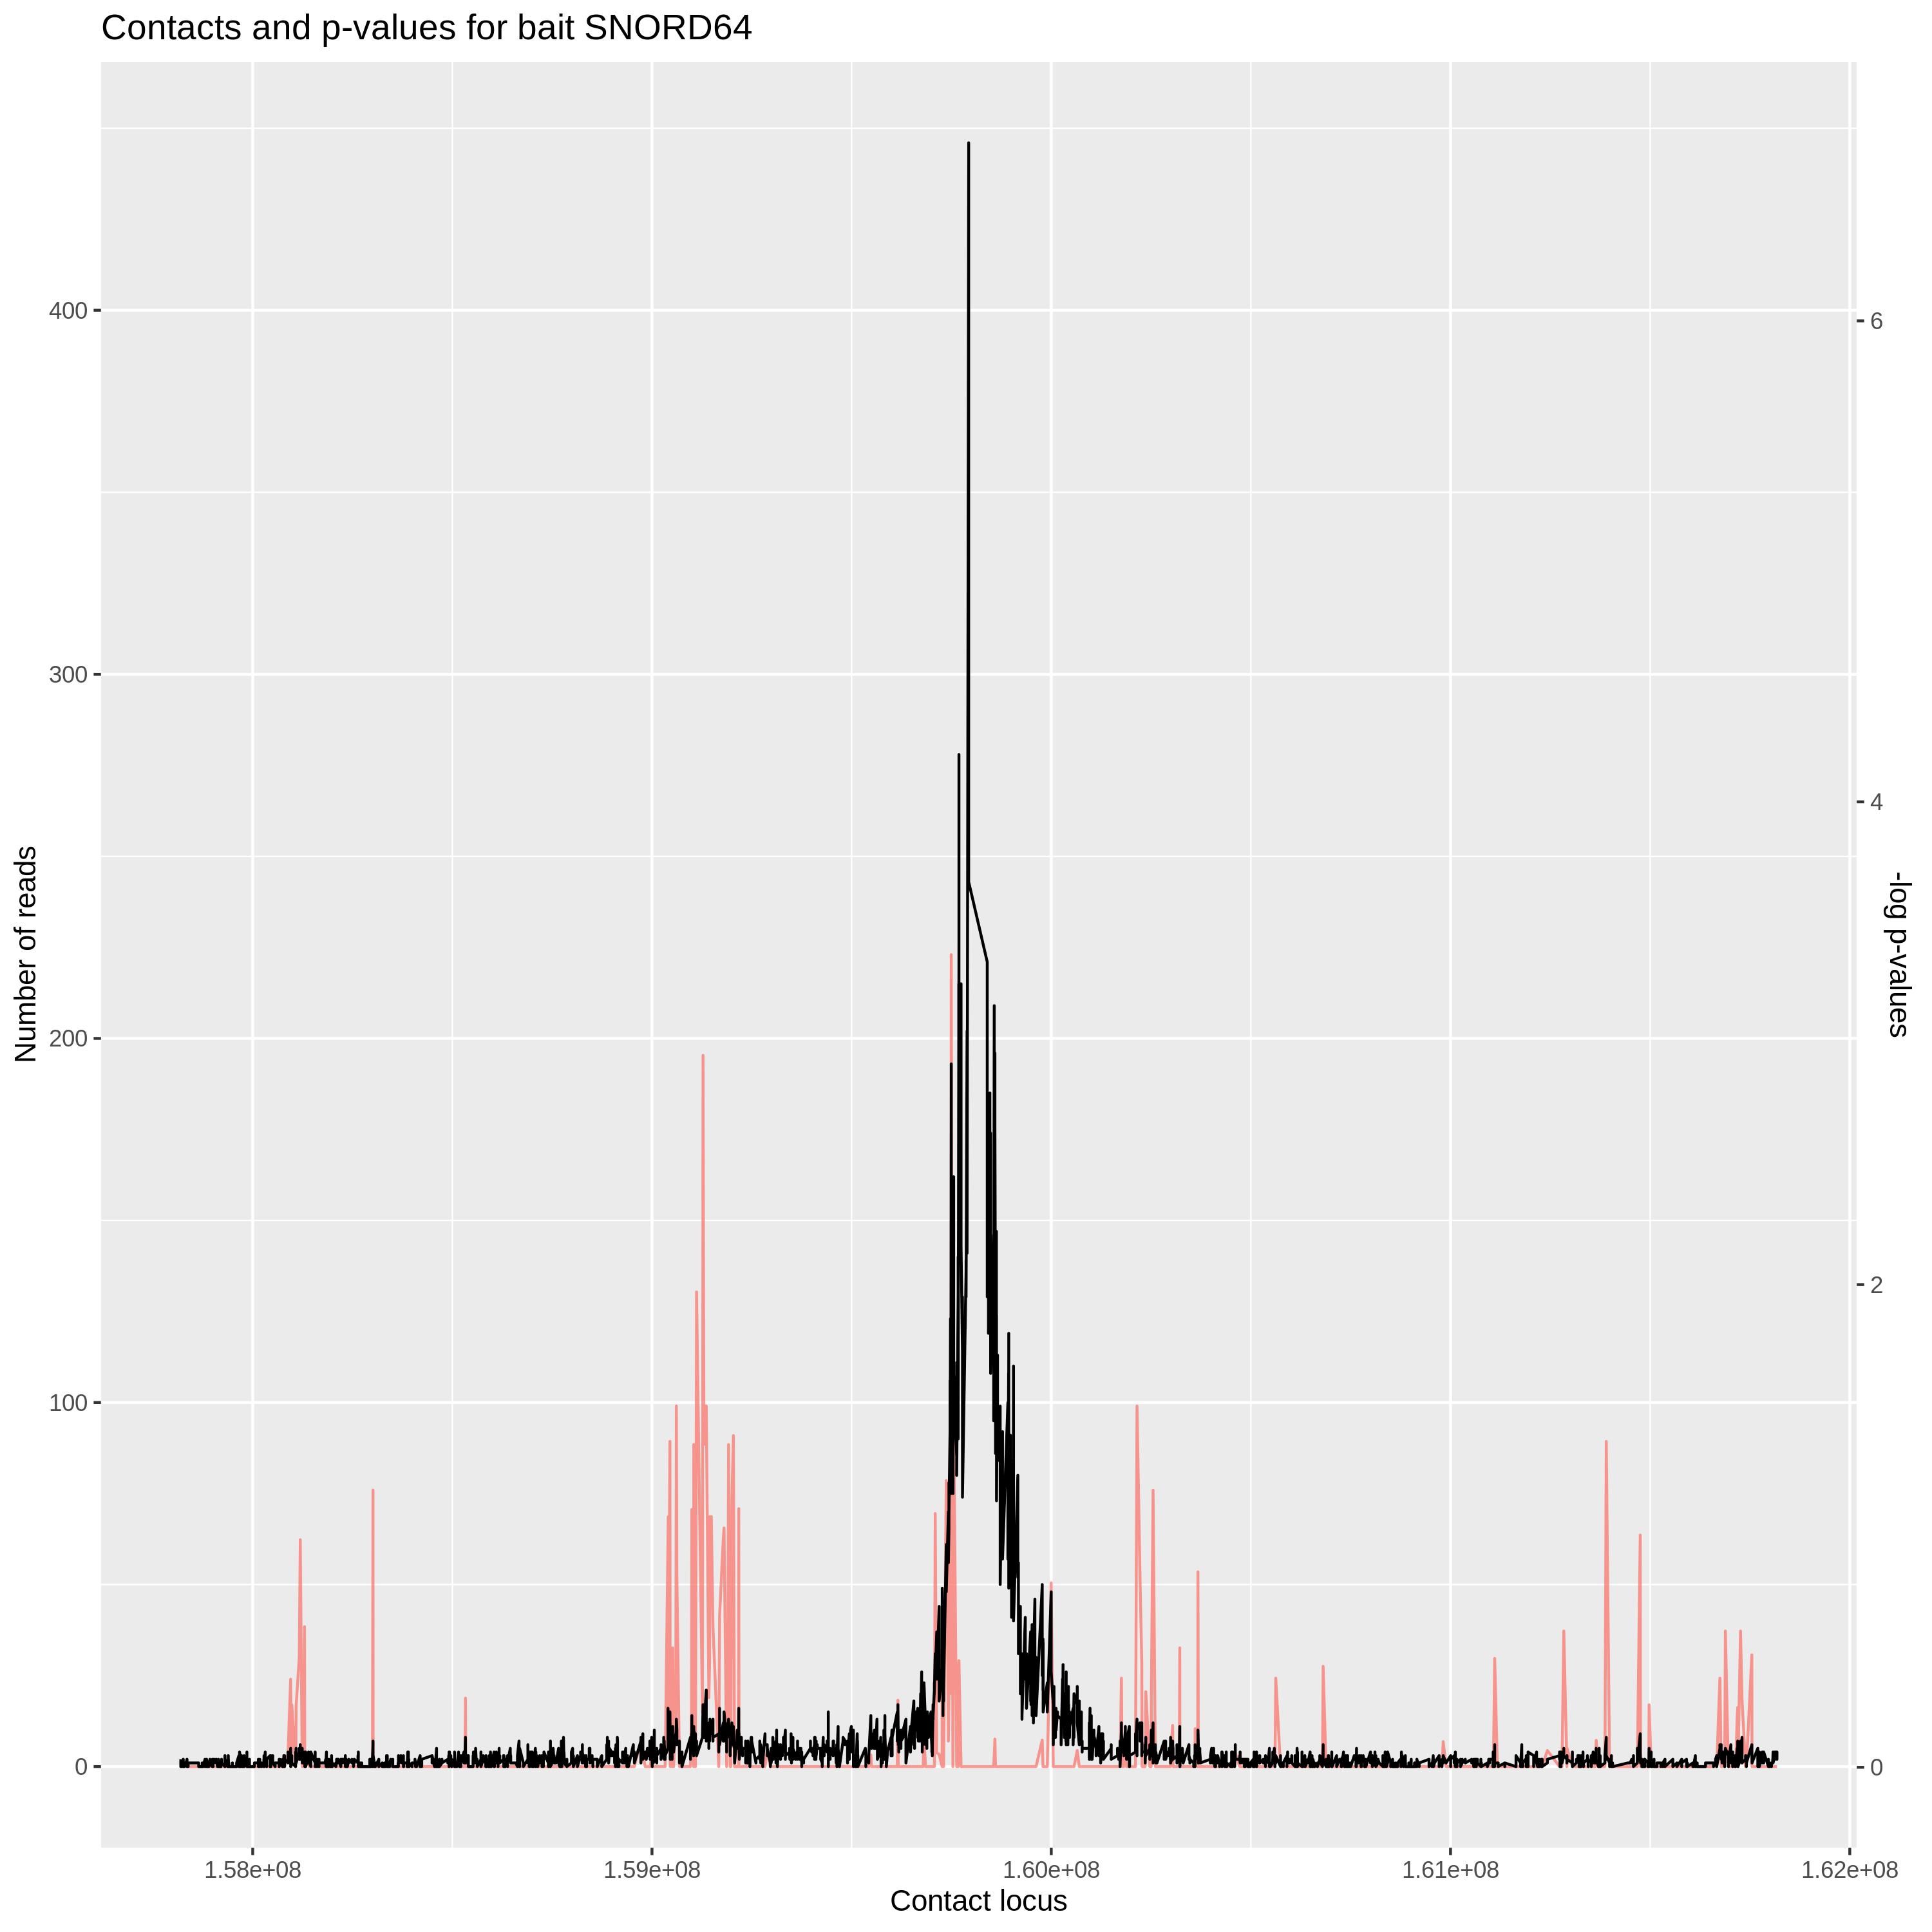 Contacts and p-values for bait SNORD64
400
300
200
100
0
Number of reads
6
4
2
0
-log p-values
1.58e+08
1.59e+08
1.60e+08
1.61e+08
1.62e+08
Contact locus